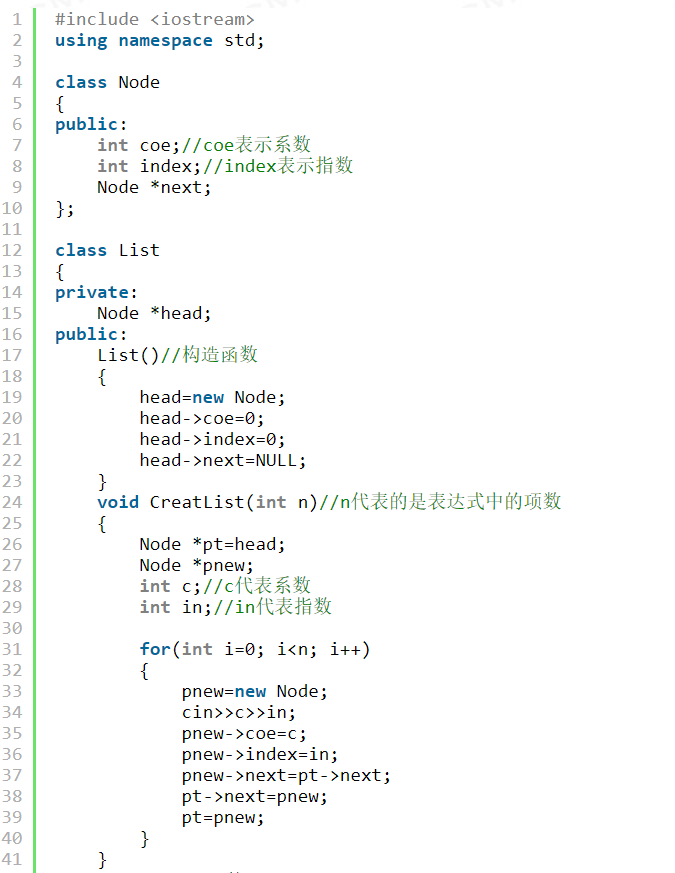 1 #include <iostream>
2 using namespace std;
3
4 class Node
5 {
6 public:
7     int coe;//coe表示系数
8     int index;//index表示指数
9     Node *next;
10 };
11
12 class List
13 {
14 private:
15     Node *head;
16 public:
17     List()//构造函数
18     {
19         head=new Node;
20         head->coe=0;
21         head->index=0;
22         head->next=NULL;
23     }
24     void CreatList(int n)//n代表的是表达式中的项数
25     {
26         Node *pt=head;
27         Node *pnew;
28         int c;//c代表系数
29         int in;//in代表指数
30
31         for(int i=0; i<n; i++)
32         {
33             pnew=new Node;
34             cin>>c>>in;
35             pnew->coe=c;
36             pnew->index=in;
37             pnew->next=pt->next;
38             pt->next=pnew;
39             pt=pnew;
40         }
41     }